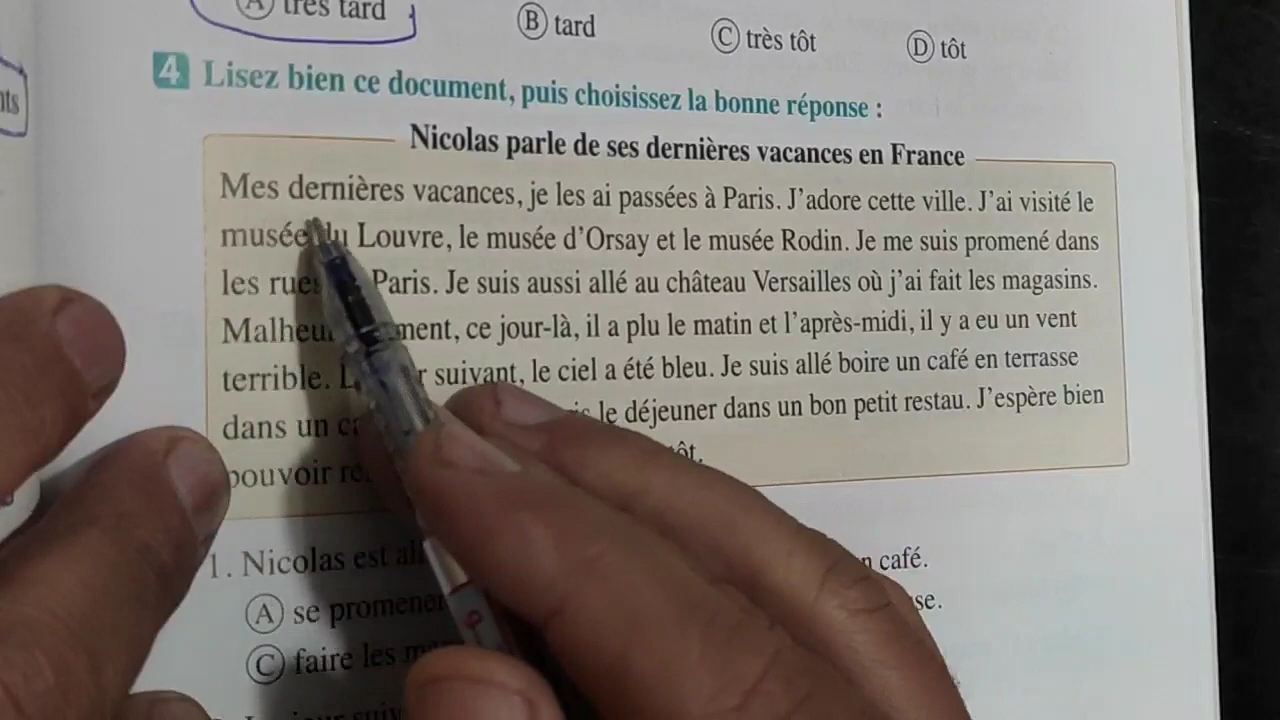 A très tard B tard C très tôt D tôt
nts
4 Lisez bien ce document, puis choisissez la bonne réponse :
Nicolas parle de ses dernières vacances en France
Mes dernières vacances, je les ai passées à Paris. J'adore cette ville. J'ai visité le
musée du Louvre, le musée d'Orsay et le musée Rodin. Je me suis promené dans
les rues Paris. Je suis aussi allé au château Versailles où j'ai fait les magasins.
ment, ce jour-là, il a plu le matin et l'après-midi, il y a eu un vent
terrible. suivant, le ciel a été bleu. Je suis allé boire un café en terrasse
dans un le déjeuner dans un bon petit restau. J'espère bien
pouvoir
1. Nicolas est café.
A se promener
C faire les